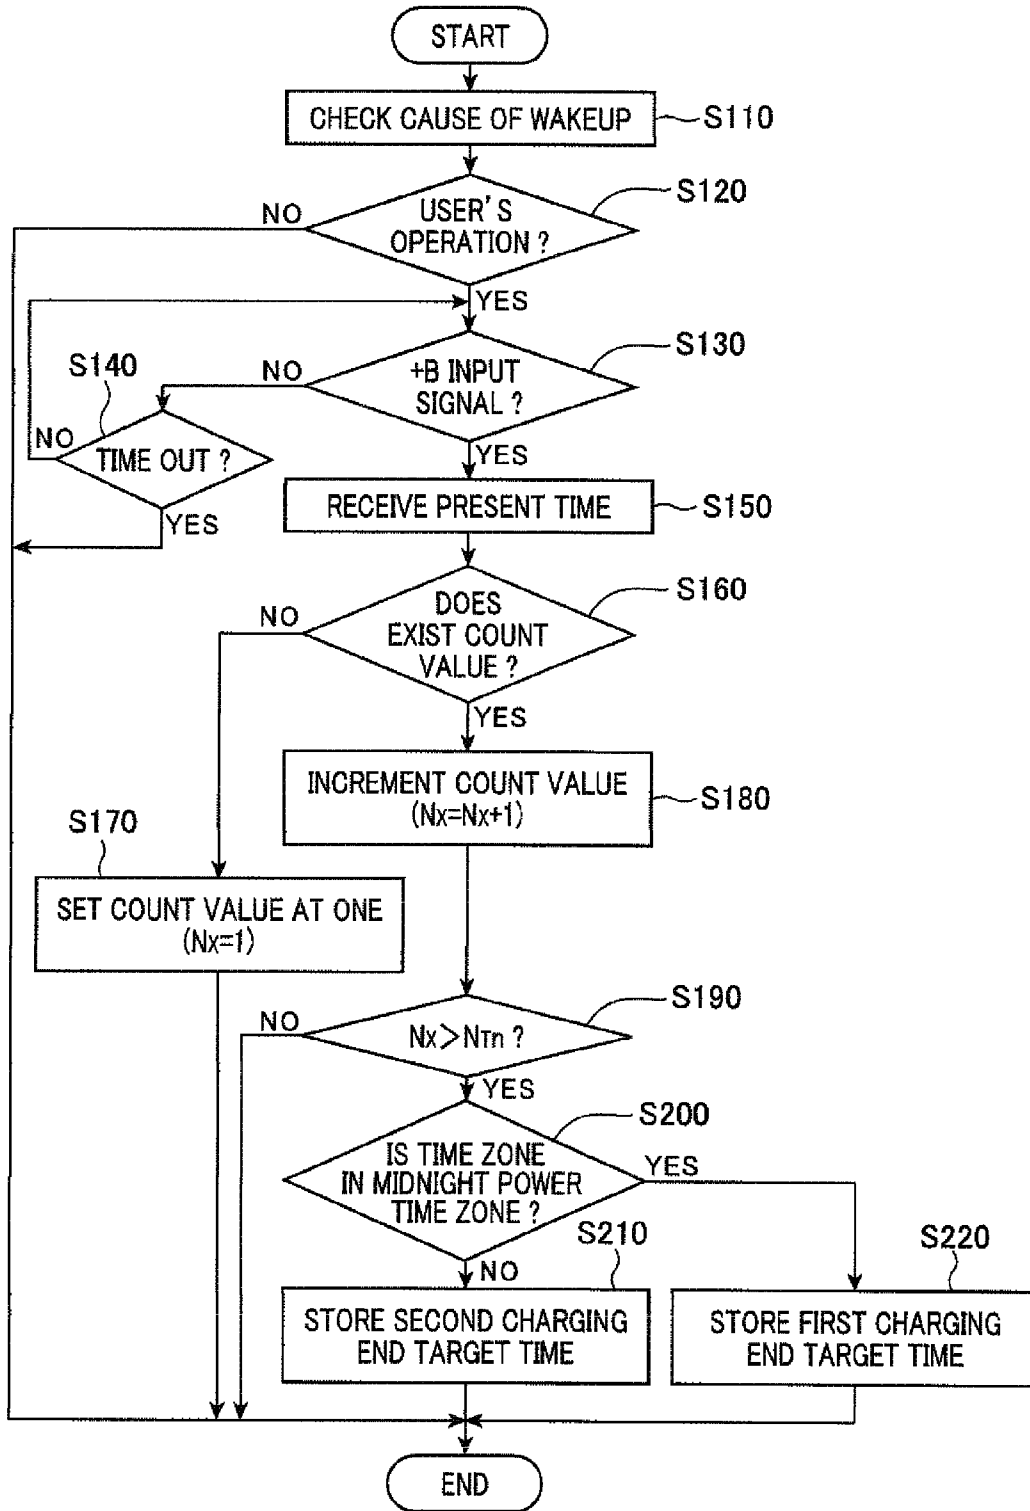 START
CHECK CAUSE OF WAKEUP
S110
S120
NO
USER'S
OPERATION ?
YES
S130
S140
NO
+B INPUT
SIGNAL ?
NO
TIME OUT ?
YES
YES
RECEIVE PRESENT TIME
S150
S160
NO
DOES
EXIST COUNT
VALUE ?
YES
INCREMENT COUNT VALUE
(Nx=Nx+1)
S180
S170
SET COUNT VALUE AT ONE
(Nx=1)
S190
NO
Nx>NTn ?
YES
S200
IS TIME ZONE
IN MIDNIGHT POWER
TIME ZONE ?
YES
S210
S220
NO
STORE SECOND CHARGING
END TARGET TIME
STORE FIRST CHARGING
END TARGET TIME
END